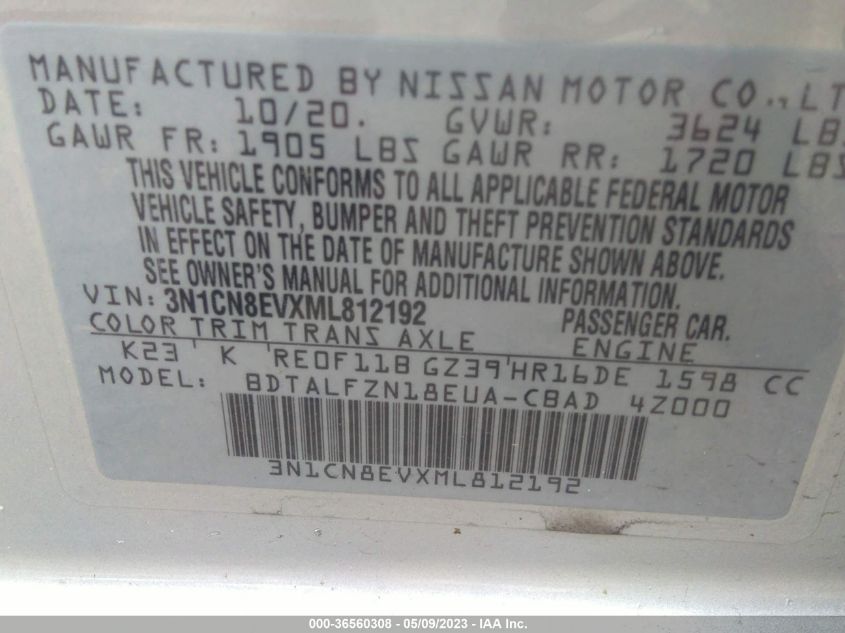 MANUFACTURED BY NISSAN MOTOR CO., LT
DATE: 10/20. GVWR: 3624 LBS
GAWR FR: 1905 LBS GAWR RR: 1720 LBS
THIS VEHICLE CONFORMS TO ALL APPLICABLE FEDERAL MOTOR
VEHICLE SAFETY, BUMPER AND THEFT PREVENTION STANDARDS
IN EFFECT ON THE DATE OF MANUFACTURE SHOWN ABOVE.
SEE OWNER'S MANUAL FOR ADDITIONAL INFORMATION.
VIN: 3N1CN8EVXML812192 PASSENGER CAR.
COLOR TRIM TRANS AXLE ENGINE
K23 K RE0F11B GZ39 HR16DE 1598 CC
MODEL: BDTALFZN18EUA-CBAD 4Z000
3N1CN8EVXML812192
000-36560308 - 05/09/2023 - IAA Inc.